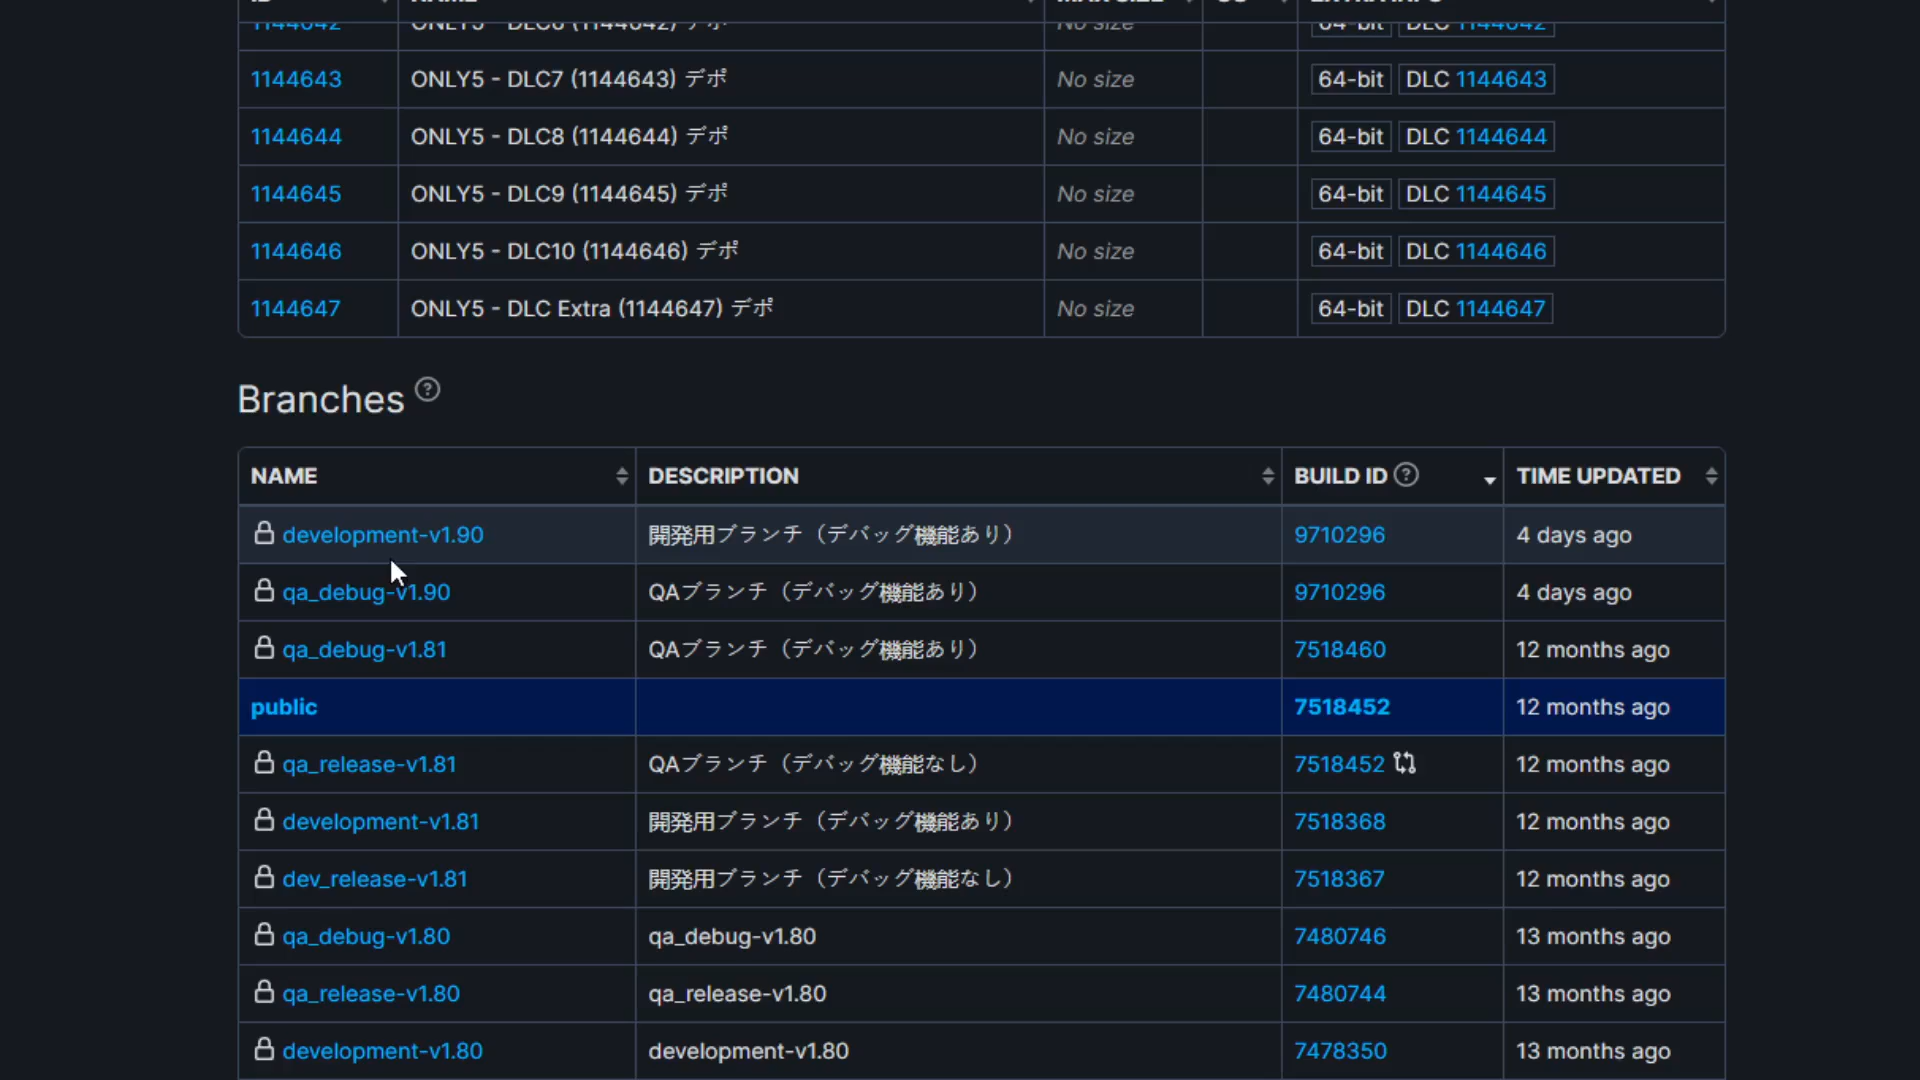 1144642 ONLY5 - DLC6 (1144642) デポ No size 64-bit DLC 1144642
1144643 ONLY5 - DLC7 (1144643) デポ No size 64-bit DLC 1144643
1144644 ONLY5 - DLC8 (1144644) デポ No size 64-bit DLC 1144644
1144645 ONLY5 - DLC9 (1144645) デポ No size 64-bit DLC 1144645
1144646 ONLY5 - DLC10 (1144646) デポ No size 64-bit DLC 1144646
1144647 ONLY5 - DLC Extra (1144647) デポ No size 64-bit DLC 1144647
Branches ?
NAME DESCRIPTION BUILD ID ? TIME UPDATED
development-v1.90 開発用ブランチ（デバッグ機能あり） 9710296 4 days ago
qa_debug-v1.90 QAブランチ（デバッグ機能あり） 9710296 4 days ago
qa_debug-v1.81 QAブランチ（デバッグ機能あり） 7518460 12 months ago
public 7518452 12 months ago
qa_release-v1.81 QAブランチ（デバッグ機能なし） 7518452 12 months ago
development-v1.81 開発用ブランチ（デバッグ機能あり） 7518368 12 months ago
dev_release-v1.81 開発用ブランチ（デバッグ機能なし） 7518367 12 months ago
qa_debug-v1.80 qa_debug-v1.80 7480746 13 months ago
qa_release-v1.80 qa_release-v1.80 7480744 13 months ago
development-v1.80 development-v1.80 7478350 13 months ago